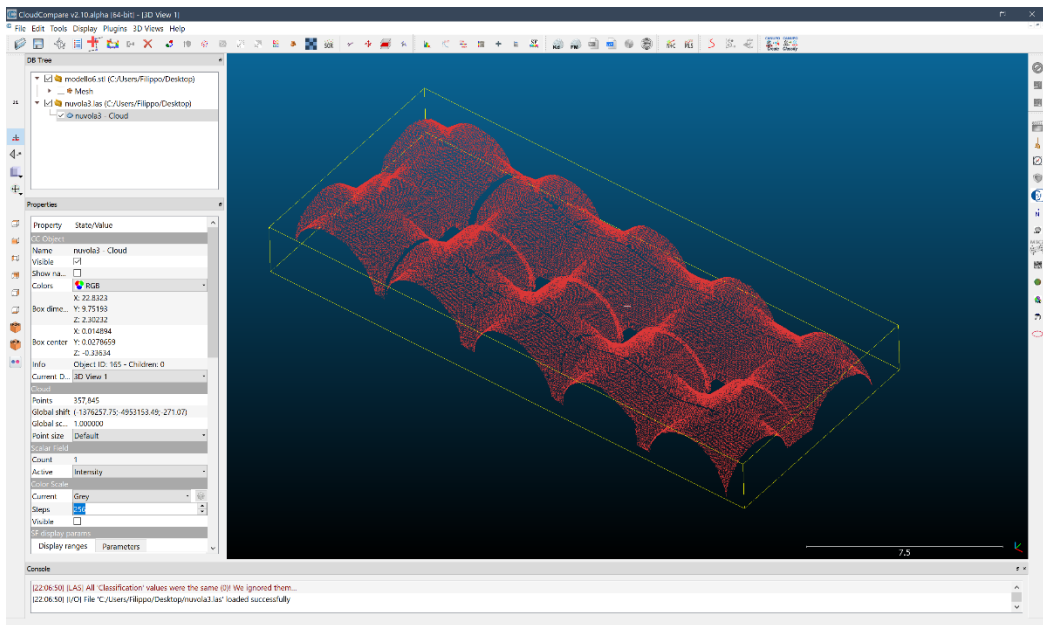 CloudCompare v2.10.alpha (64-bit) - [3D View 1]
File Edit Tools Display Plugins 3D Views Help
DB Tree
modello6.stl (C:/Users/Filippo/Desktop)
Mesh
nuvola3.las (C:/Users/Filippo/Desktop)
nuvola3 - Cloud
Properties
Property State/Value
CC Object
Name nuvola3 - Cloud
Visible
Show na...
Colors RGB
X: 22.8323
Box dime... Y: 9.75193
Z: 2.30232
X: 0.014894
Box center Y: 0.0278659
Z: -0.33634
Info Object ID: 165 - Children: 0
Current D... 3D View 1
Cloud
Points 357,845
Global shift (-1376257.75; 4953153.49; -271.07)
Global sc... 1.000000
Point size Default
Scalar Field
Count 1
Active Intensity
Color Scale
Current Grey
Steps 256
Visible
SF display params
Display ranges Parameters
7.5
Console
[22:06:50] [LAS] All 'Classification' values were the same (0)! We ignored them...
[22:06:50] [I/O] File 'C:/Users/Filippo/Desktop/nuvola3.las' loaded successfully